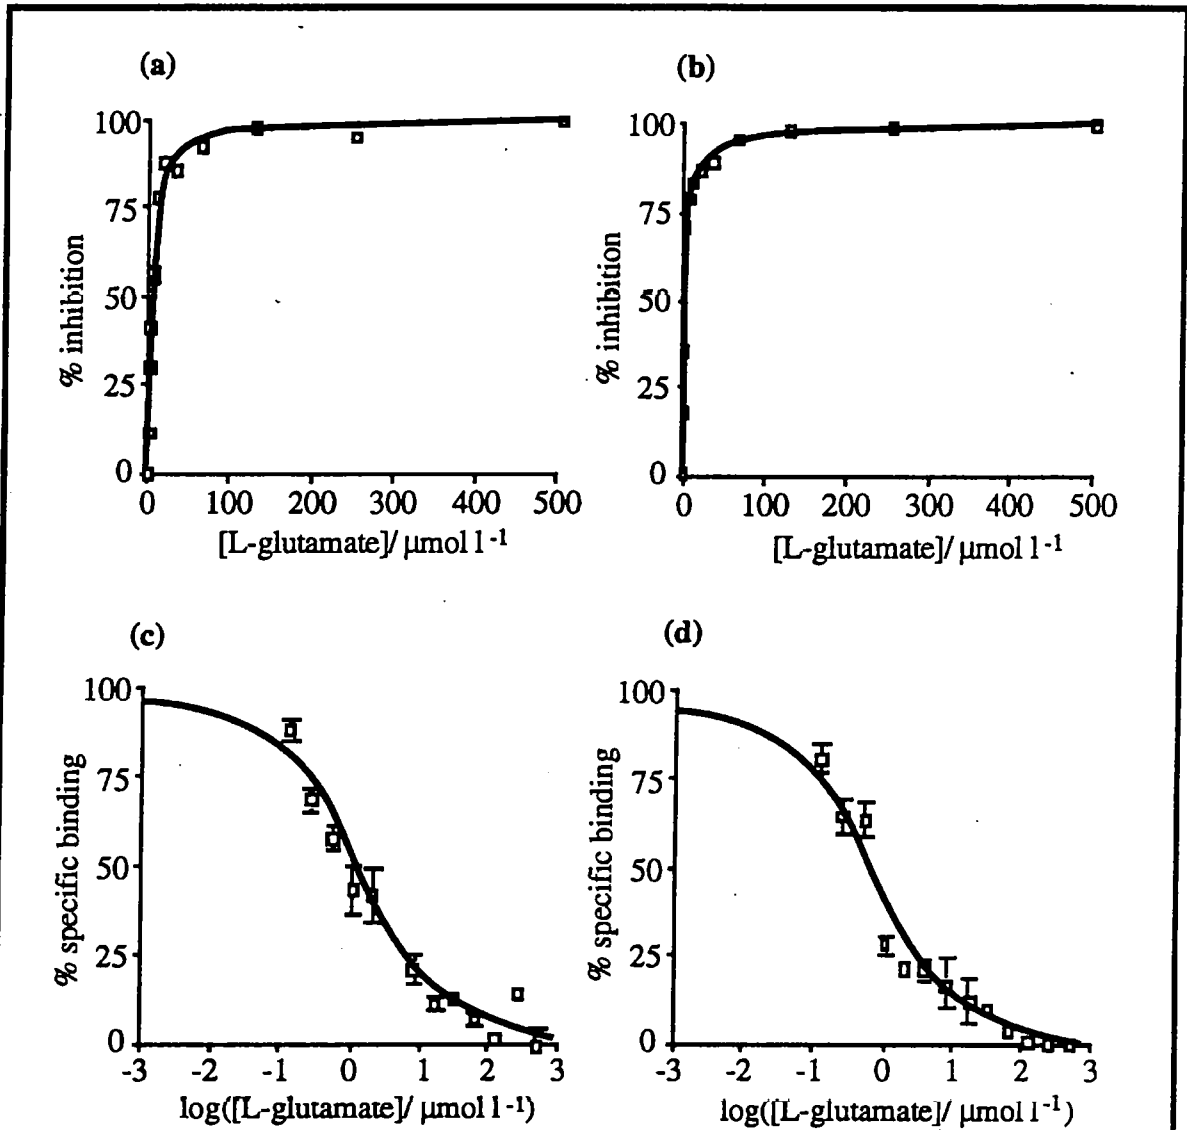 (a)
100
75
50
25
0
% inhibition
0 100 200 300 400 500
[L-glutamate]/ μmol l -1
(b)
100
75
50
25
0
% inhibition
0 100 200 300 400 500
[L-glutamate]/ μmol l -1
(c)
100
75
50
25
0
% specific binding
-3 -2 -1 0 1 2 3
log([L-glutamate]/ μmol l -1)
(d)
100
75
50
25
0
% specific binding
-3 -2 -1 0 1 2 3
log([L-glutamate]/ μmol l -1)